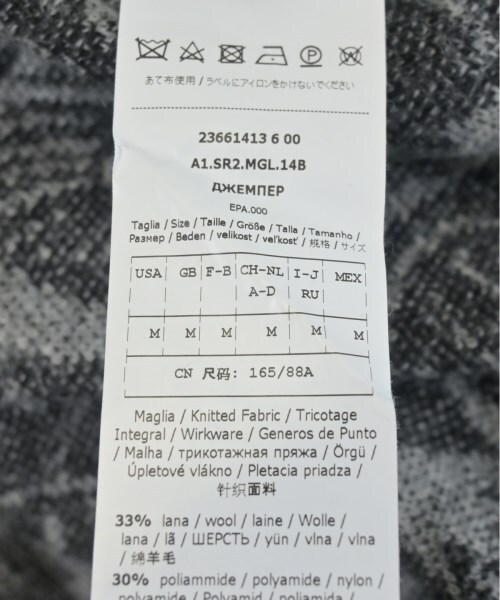 あて布使用 / ラベルにアイロンをかけないでください
23661413 6 00
A1.SR2.MGL.14B
ДЖЕМПЕР
EPA.000
Taglia / Size / Taille / Größe / Talla / Tamanho /
Размер / Beden / velikost / veľkosť / 规格 / サイズ
USA GB F-B CH-NL I-J MEX
A-D RU
M M M M M M
CN 尺码: 165/88A
Maglia / Knitted Fabric / Tricotage
Integral / Wirkware / Generos de Punto
/ Malha / трикотажная пряжа / Örgü /
Úpletové vlákno / Pletacia priadza /
针织面料
33% lana / wool / laine / Wolle /
lana / lã / ШЕРСТЬ / yün / vlna / vlna
/ 绵羊毛
30% poliammide / polyamide / nylon /
poliamida / Polyamid / poliamida /